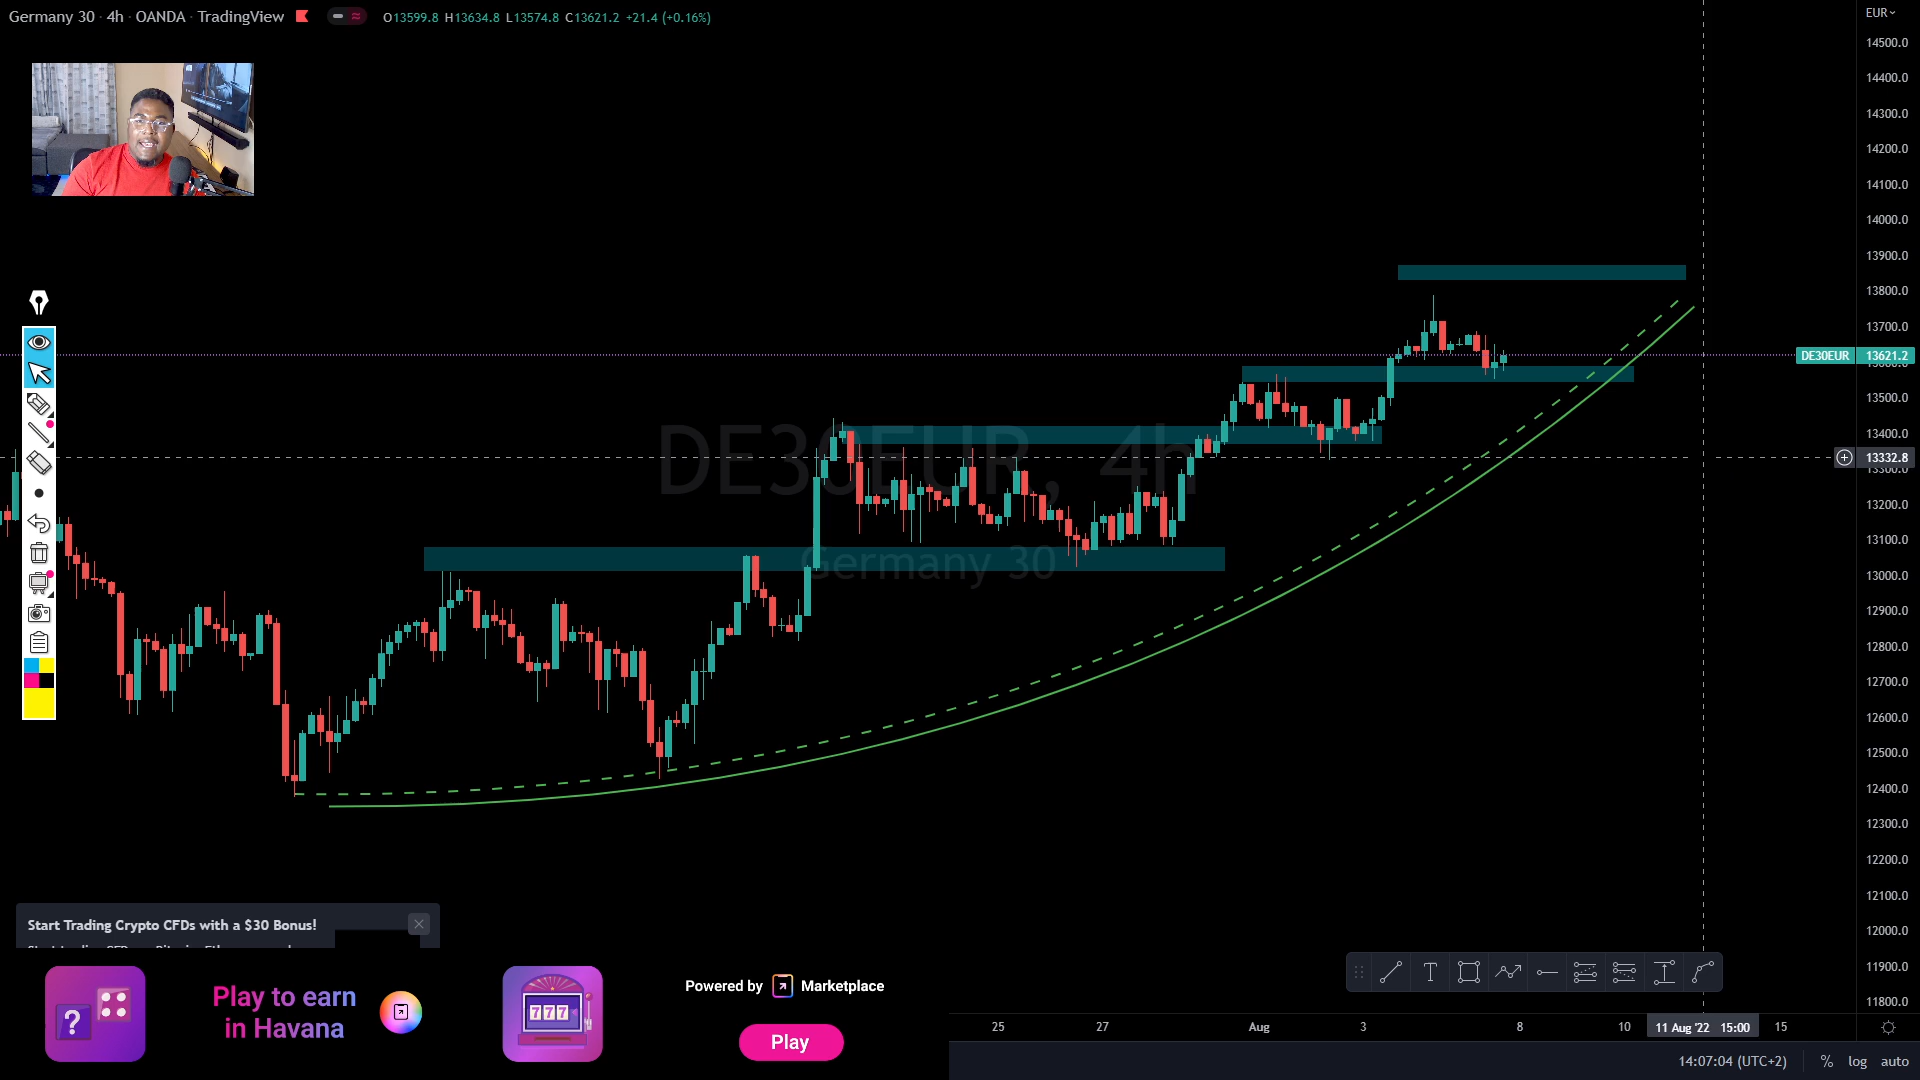 Germany 30 · 4h · OANDA · TradingView
O13599.8 H13634.8 L13574.8 C13621.2 +21.4 (+0.16%)
EUR
14500.0
14400.0
14300.0
14200.0
14100.0
14000.0
13900.0
13800.0
13700.0
DE30EUR 13621.2
13600.0
13500.0
13400.0
13332.8
13300.0
13200.0
13100.0
13000.0
12900.0
12800.0
12700.0
12600.0
12500.0
12400.0
12300.0
12200.0
12100.0
12000.0
11900.0
11800.0
DE30EUR, 4h
Germany 30
Start Trading Crypto CFDs with a $30 Bonus!
?
Play to earn
in Havana
777
Powered by Marketplace
Play
25 27 Aug 3 8 10 11 Aug '22 15:00 15
14:07:04 (UTC+2) % log auto